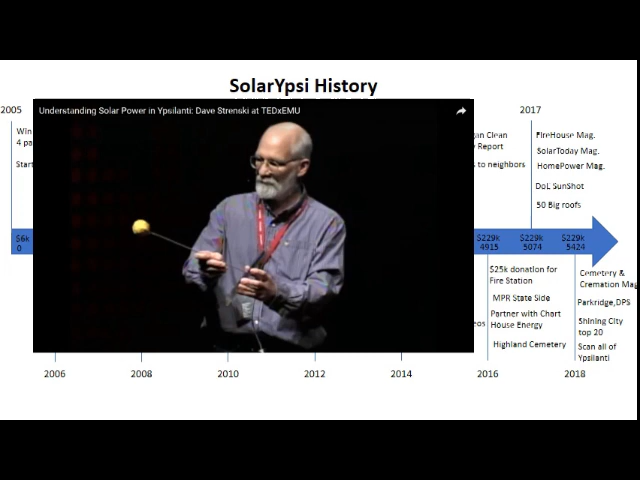 SolarYpsi History
2005
2017
Understanding Solar Power in Ypsilanti: Dave Strenski at TEDxEMU
Win
4 pa
Start
Clean
Report
to neighbors
FireHouse Mag.
SolarToday Mag.
HomePower Mag.
DoL SunShot
50 Big roofs
$6k
0
$229k
4915
$229k
5074
$229k
5424
$25k donation for
Fire Station
MPR State Side
Partner with Chart
House Energy
Highland Cemetery
Cemetery &
Cremation Mag
Parkridge,DPS
Shining City
top 20
Scan all of
Ypsilanti
2006
2008
2010
2012
2014
2016
2018